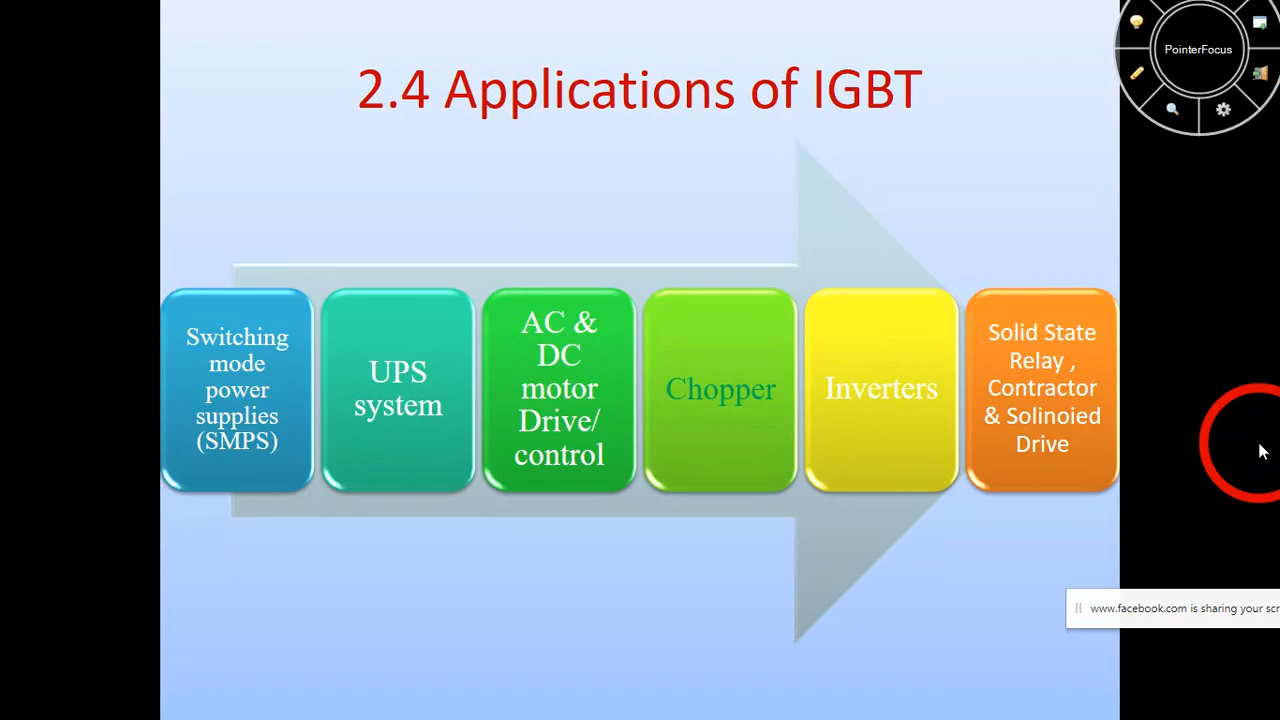 2.4 Applications of IGBT
PointerFocus
Switching
mode
power
supplies
(SMPS)
UPS
system
AC &
DC
motor
Drive/
control
Chopper
Inverters
Solid State
Relay ,
Contractor
& Solinoied
Drive
www.facebook.com is sharing your scr